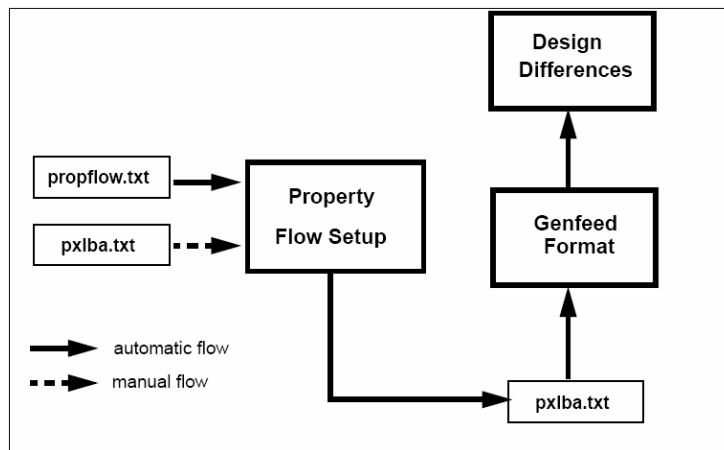 Design
Differences
propflow.txt
Property
Flow Setup
pxlba.txt
Genfeed
Format
automatic flow
manual flow
pxlba.txt